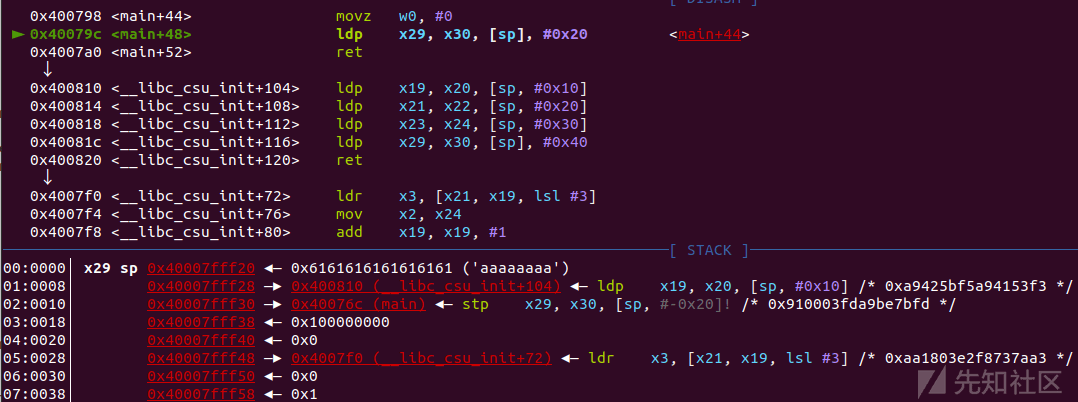 [ DISASM ]
0x400798 <main+44> movz w0, #0
► 0x40079c <main+48> ldp x29, x30, [sp], #0x20 <main+44>
0x4007a0 <main+52> ret
↓
0x400810 <__libc_csu_init+104> ldp x19, x20, [sp, #0x10]
0x400814 <__libc_csu_init+108> ldp x21, x22, [sp, #0x20]
0x400818 <__libc_csu_init+112> ldp x23, x24, [sp, #0x30]
0x40081c <__libc_csu_init+116> ldp x29, x30, [sp], #0x40
0x400820 <__libc_csu_init+120> ret
↓
0x4007f0 <__libc_csu_init+72> ldr x3, [x21, x19, lsl #3]
0x4007f4 <__libc_csu_init+76> mov x2, x24
0x4007f8 <__libc_csu_init+80> add x19, x19, #1
[ STACK ]
00:0000│ x29 sp 0x40007fff20 ◂— 0x6161616161616161 ('aaaaaaaa')
01:0008│ 0x40007fff28 —▸ 0x400810 (__libc_csu_init+104) ◂— ldp x19, x20, [sp, #0x10] /* 0xa9425bf5a94153f3 */
02:0010│ 0x40007fff30 —▸ 0x40076c (main) ◂— stp x29, x30, [sp, #-0x20]! /* 0x910003fda9be7bfd */
03:0018│ 0x40007fff38 ◂— 0x100000000
04:0020│ 0x40007fff40 ◂— 0x0
05:0028│ 0x40007fff48 —▸ 0x4007f0 (__libc_csu_init+72) ◂— ldr x3, [x21, x19, lsl #3] /* 0xaa1803e2f8737aa3 */
06:0030│ 0x40007fff50 ◂— 0x0
07:0038│ 0x40007fff58 ◂— 0x1
先知社区